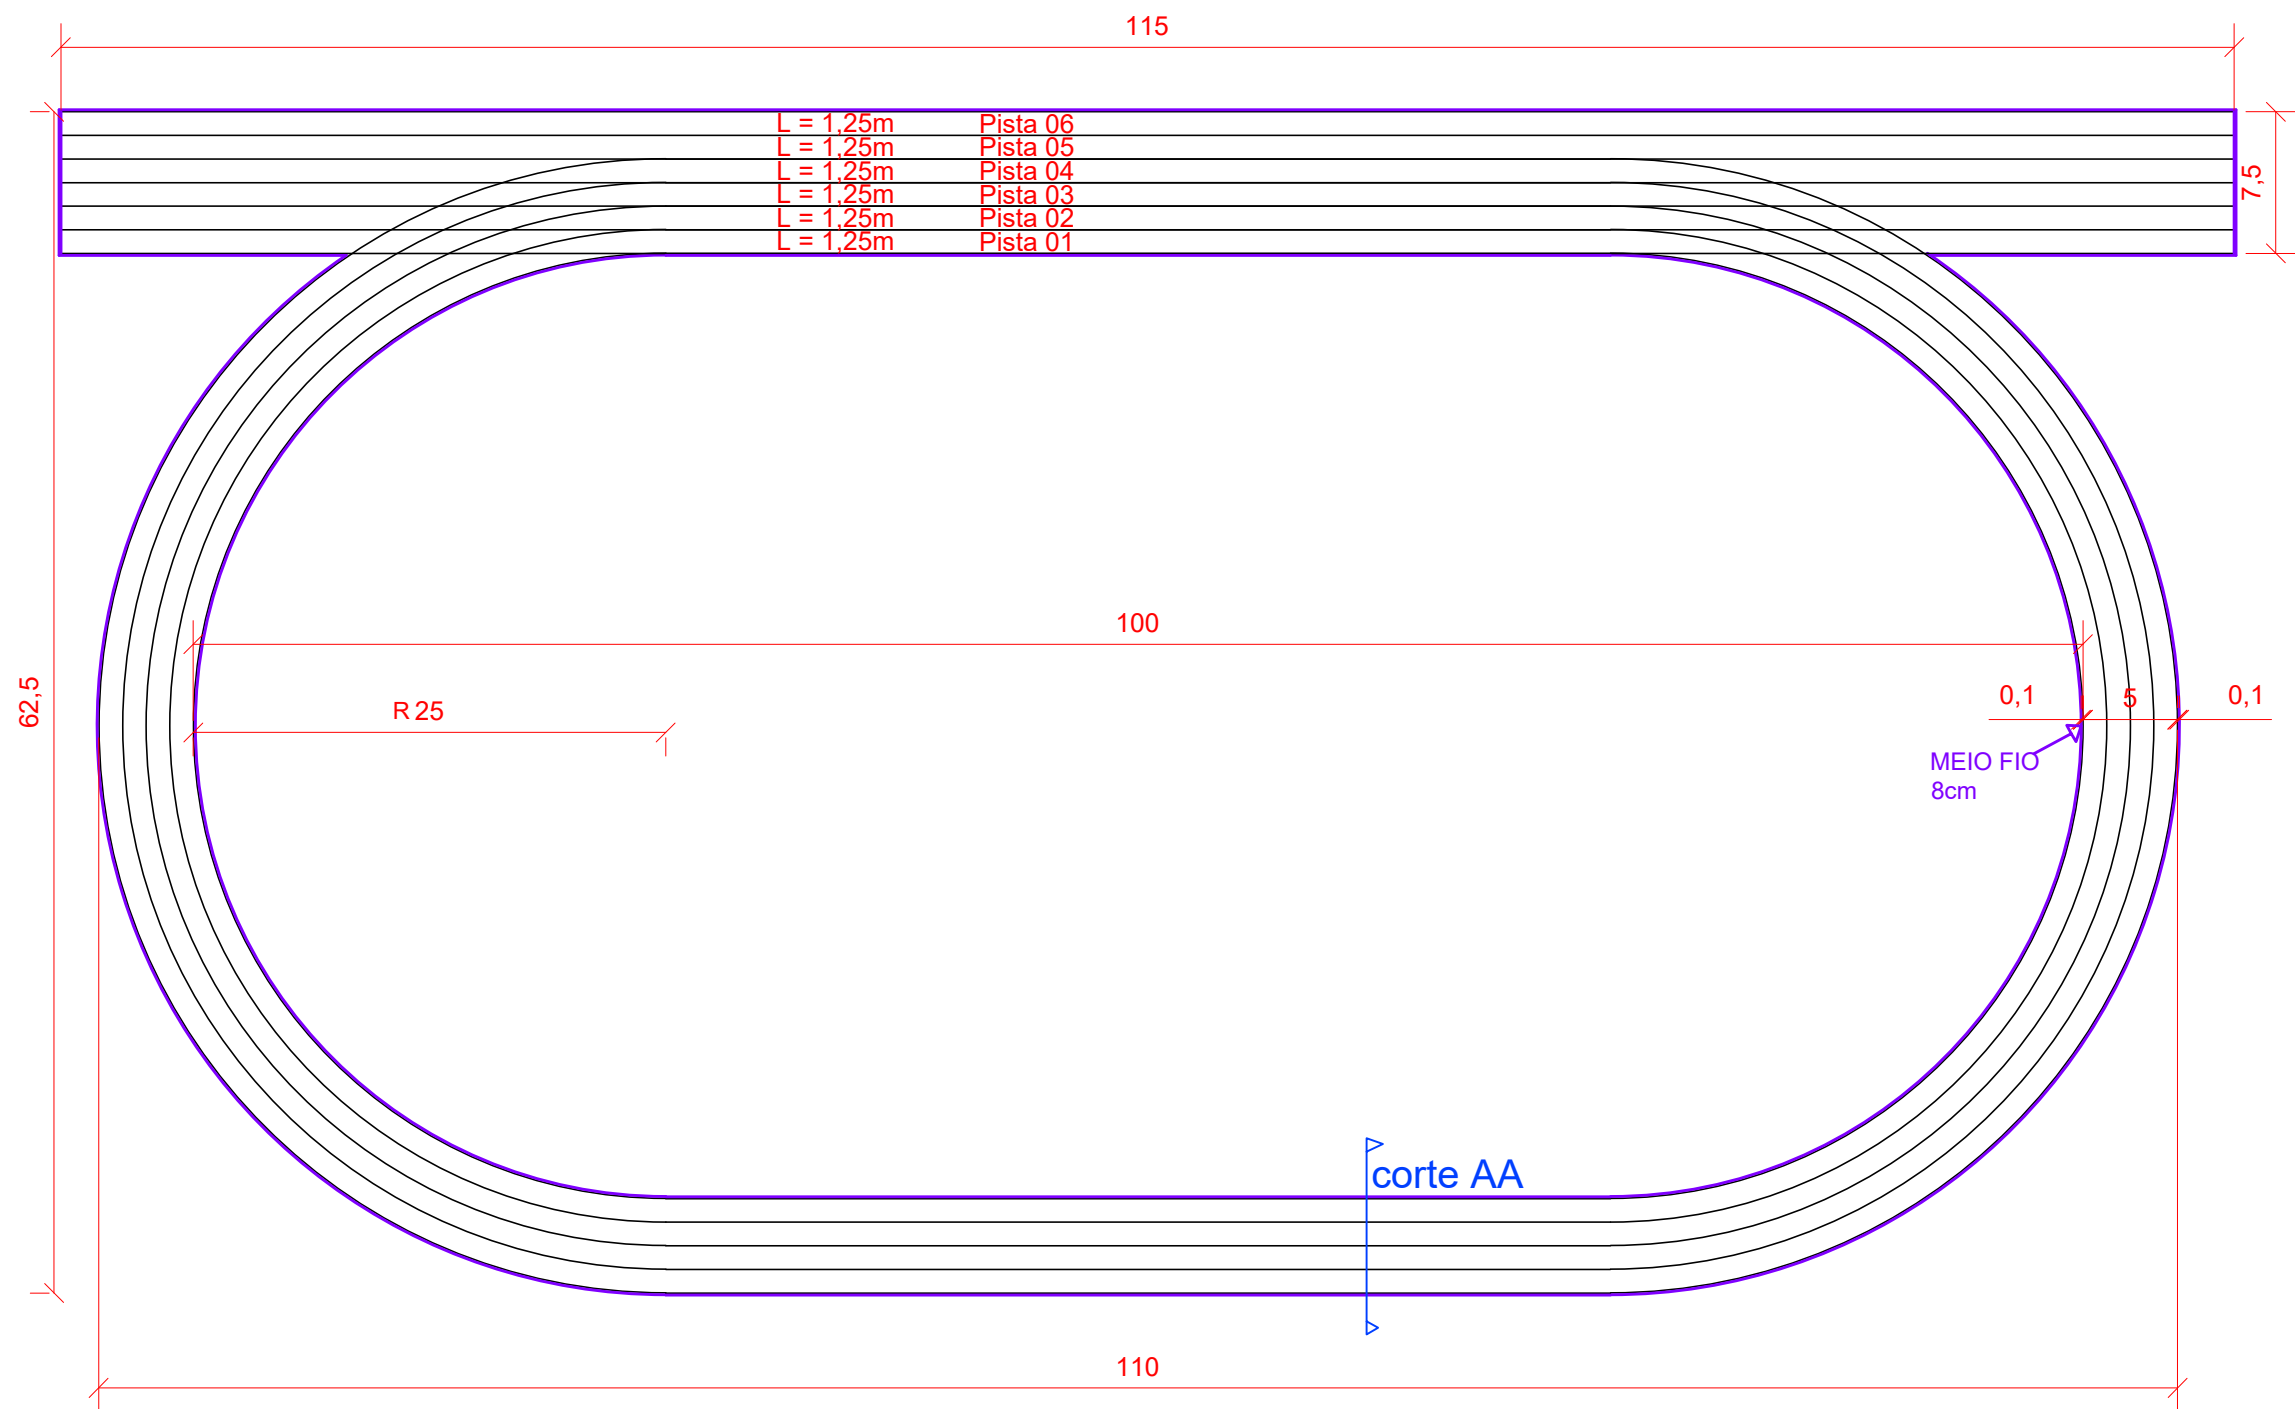 115
L = 1,25m Pista 06
L = 1,25m Pista 05
L = 1,25m Pista 04
L = 1,25m Pista 03
L = 1,25m Pista 02
L = 1,25m Pista 01
7,5
100
62,5
R 25
0,1
5
0,1
MEIO FIO
8cm
corte AA
110